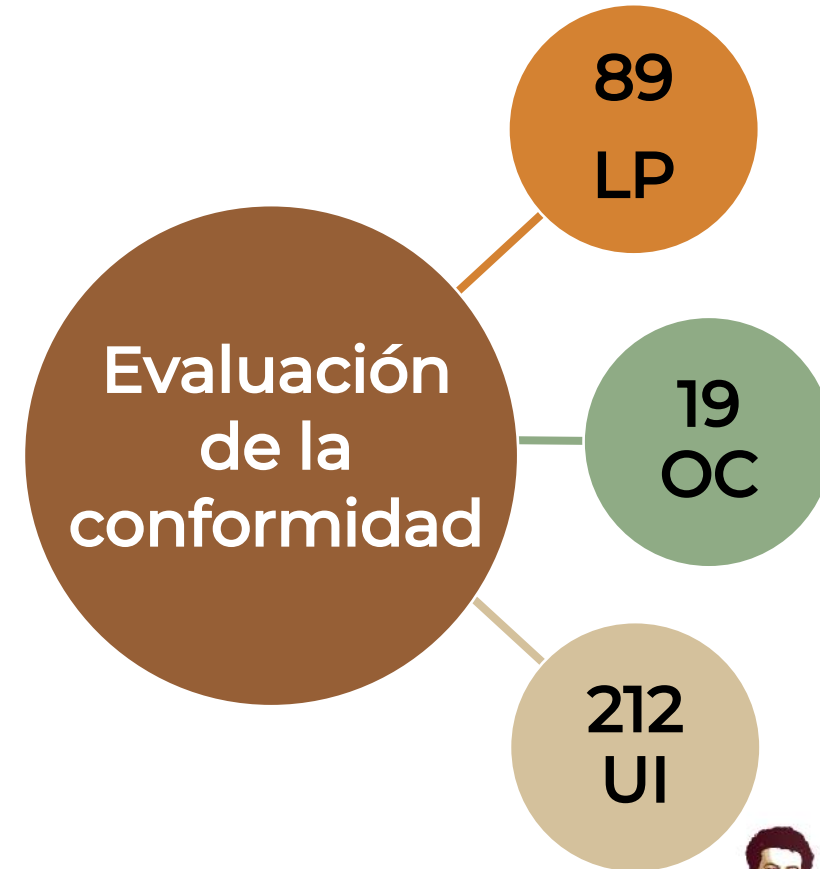 89
LP
Evaluación
de la
conformidad
19
OC
212
UI